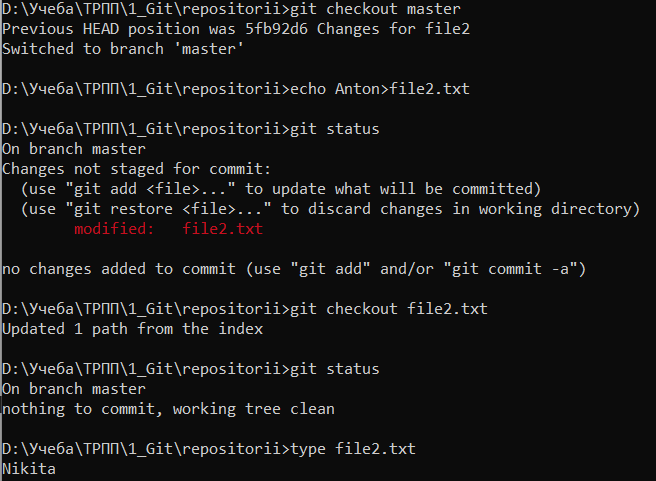 D:\Учеба\ТРПП\1_Git\repositorii>git checkout master
Previous HEAD position was 5fb92d6 Changes for file2
Switched to branch 'master'
D:\Учеба\ТРПП\1_Git\repositorii>echo Anton>file2.txt
D:\Учеба\ТРПП\1_Git\repositorii>git status
On branch master
Changes not staged for commit:
  (use "git add <file>..." to update what will be committed)
  (use "git restore <file>..." to discard changes in working directory)
        modified:   file2.txt
no changes added to commit (use "git add" and/or "git commit -a")
D:\Учеба\ТРПП\1_Git\repositorii>git checkout file2.txt
Updated 1 path from the index
D:\Учеба\ТРПП\1_Git\repositorii>git status
On branch master
nothing to commit, working tree clean
D:\Учеба\ТРПП\1_Git\repositorii>type file2.txt
Nikita